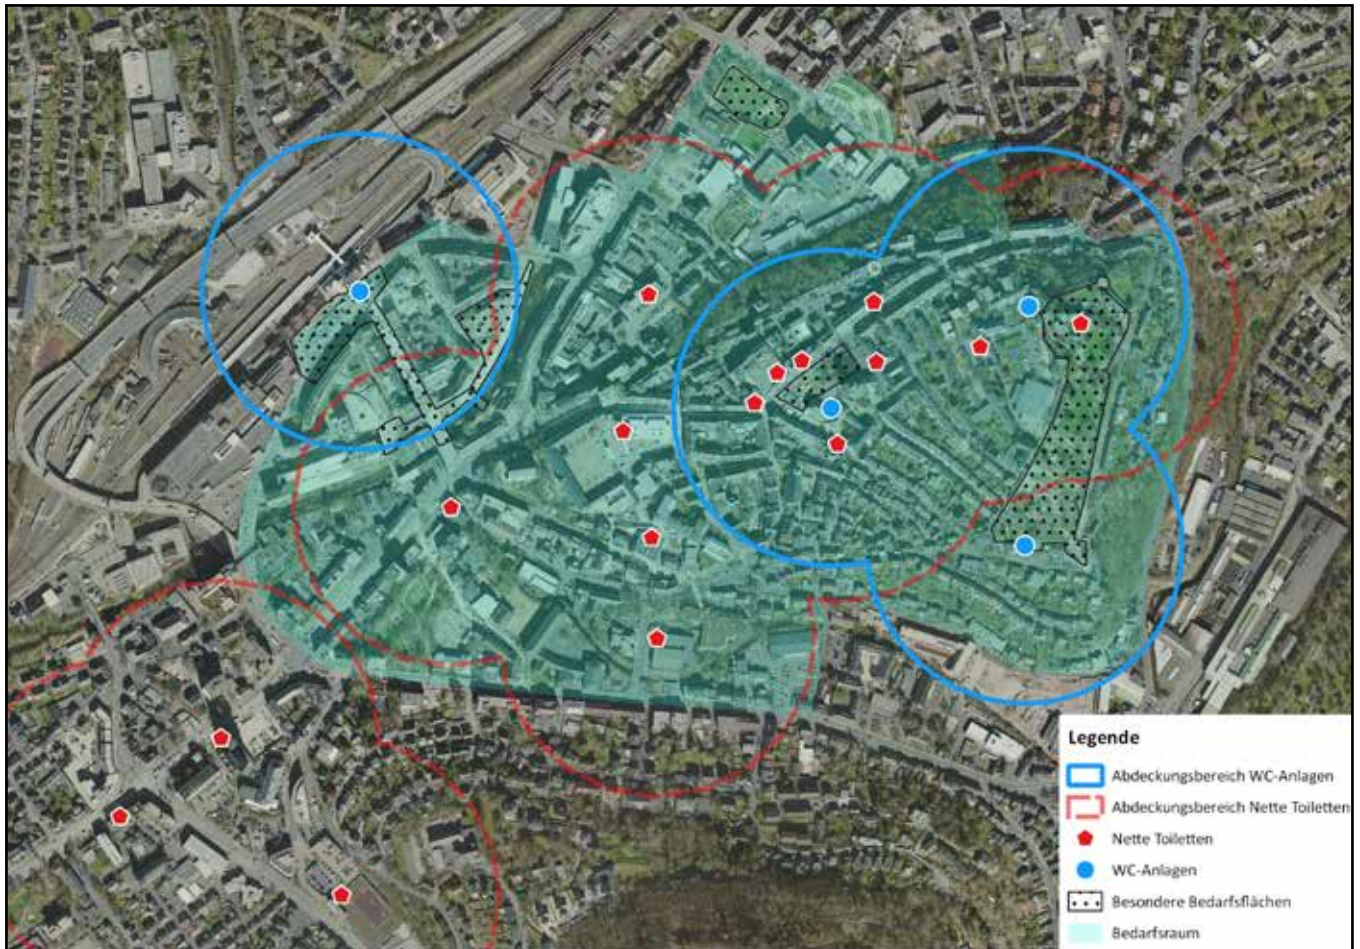 Legende
Abdeckungsbereich WC-Anlagen
Abdeckungsbereich Nette Toiletten
Nette Toiletten
WC-Anlagen
Besondere Bedarfsflächen
Bedarfsraum